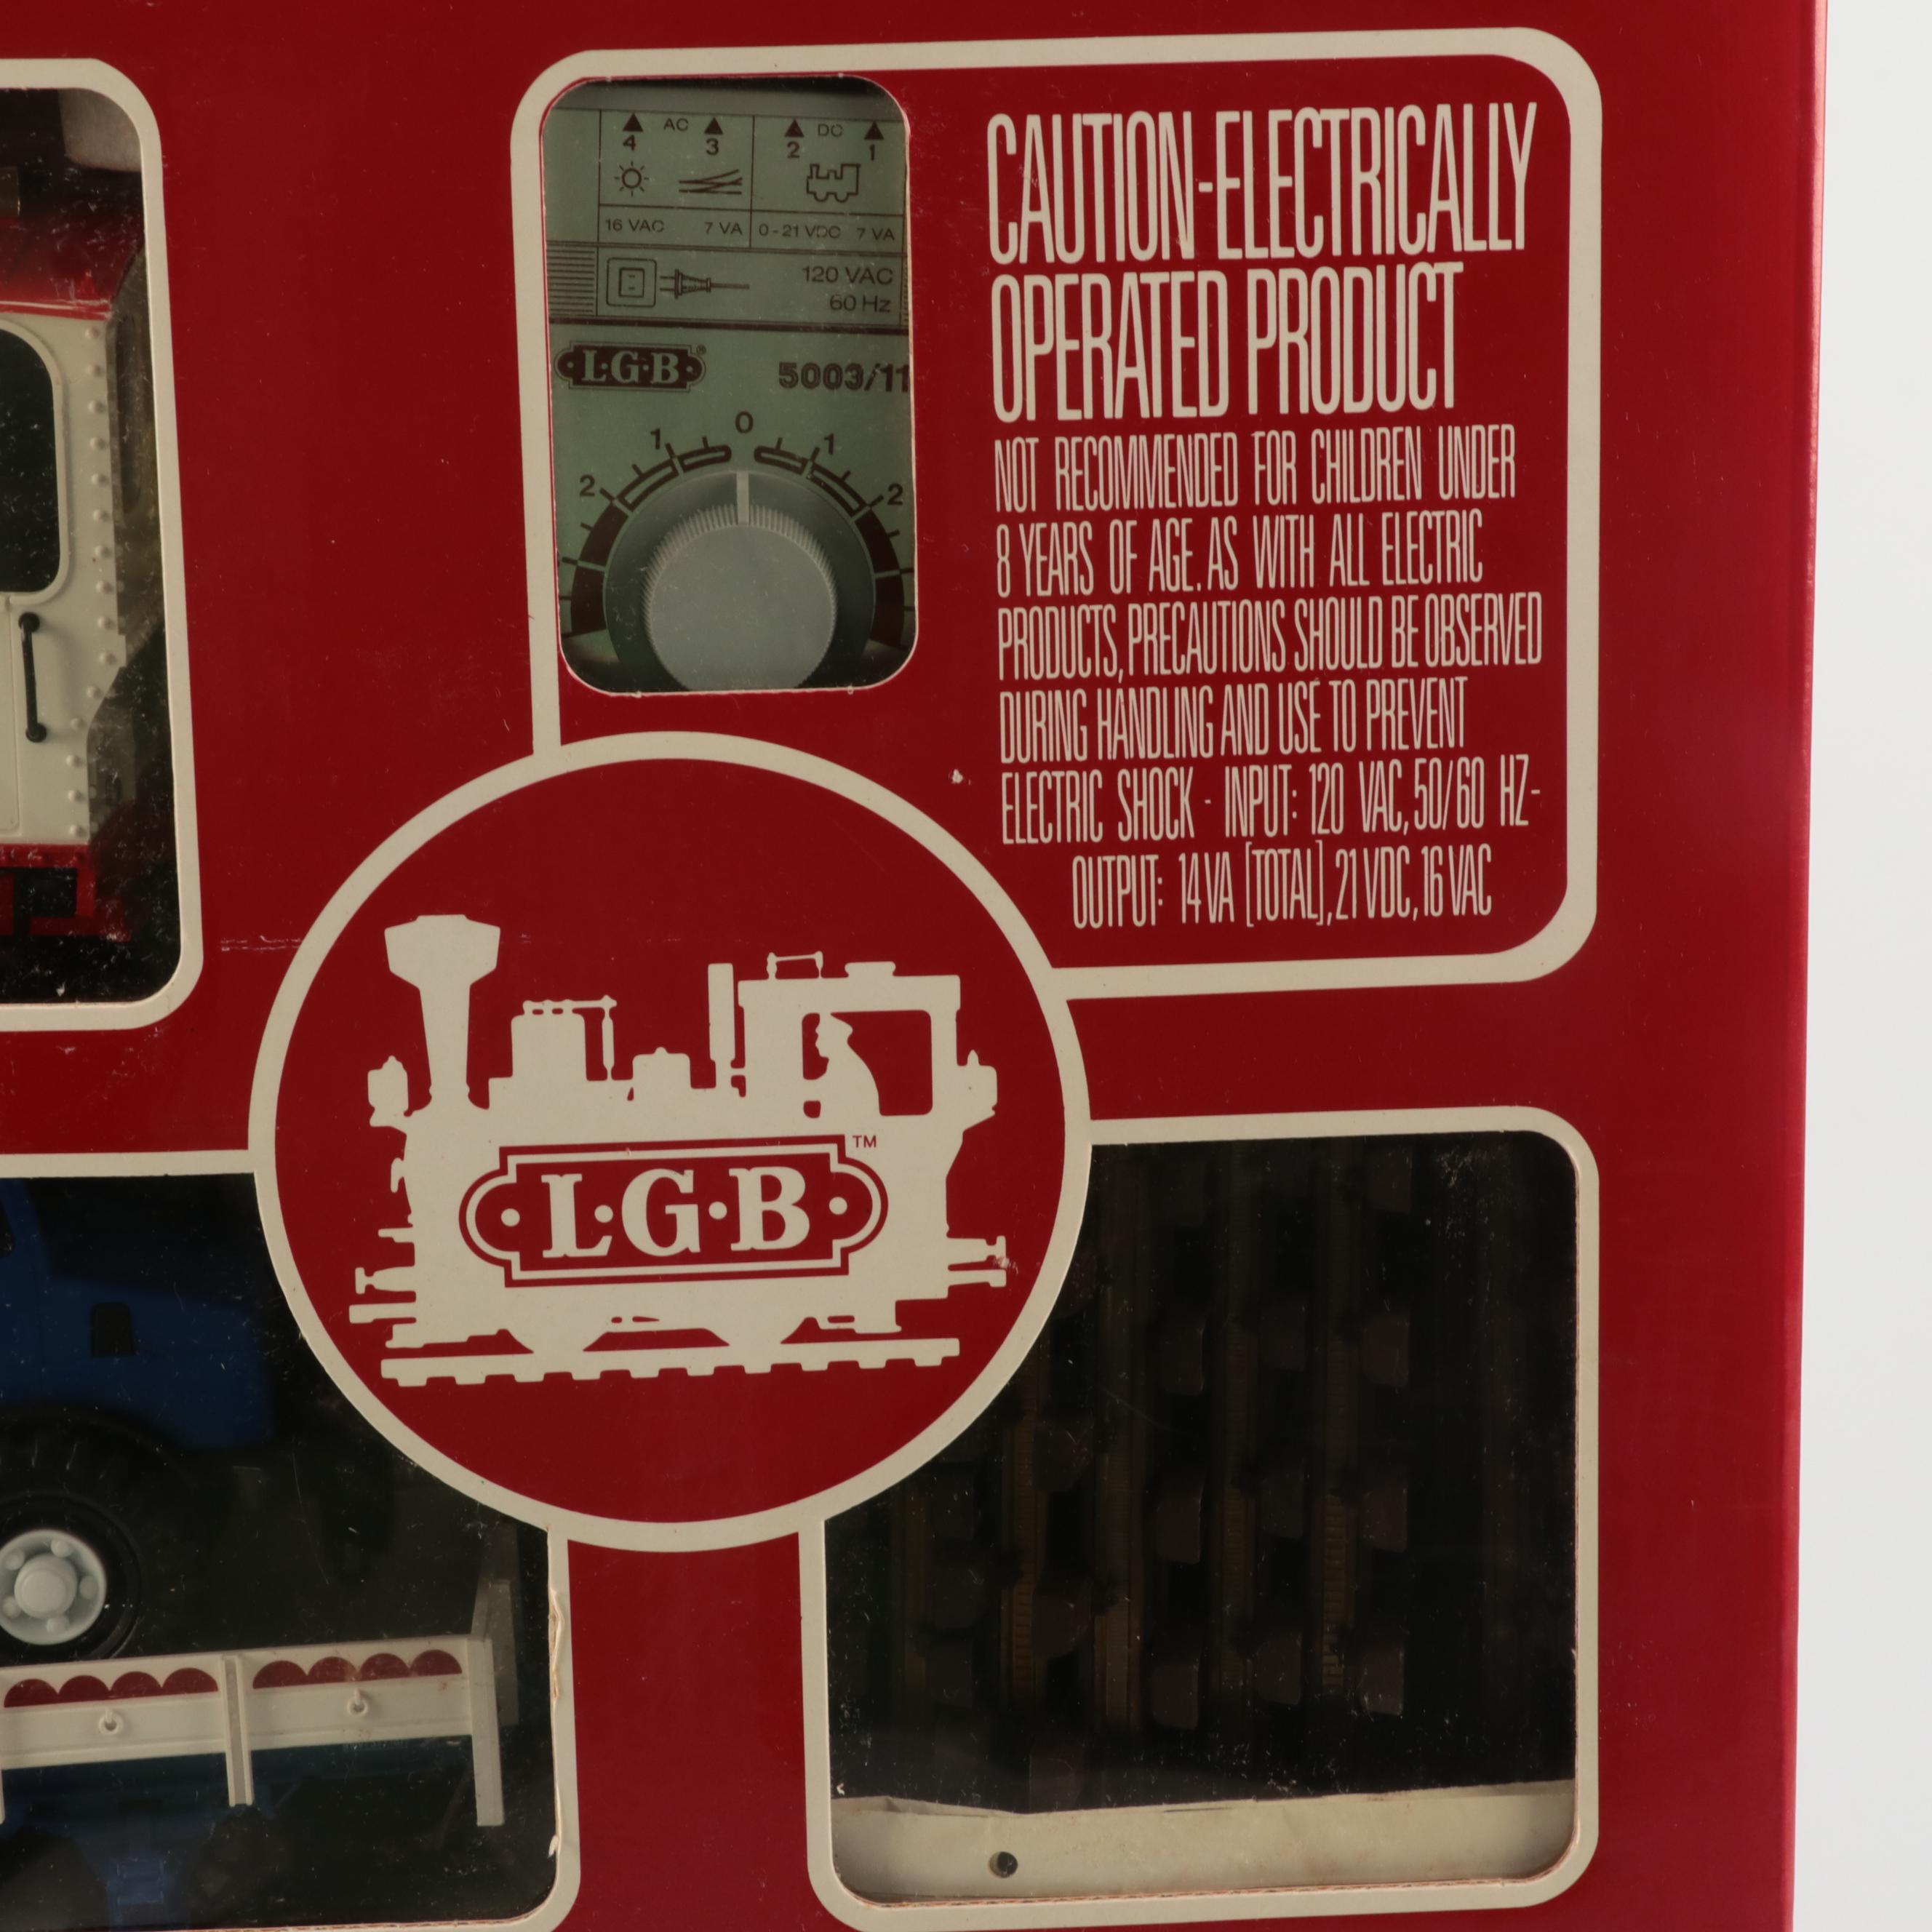 4 AC 3 2 DC 1
16 VAC 7 VA 0-21 VDC 7 VA
120 VAC
60 Hz
L·G·B® 5003/11
0
1 1
2 2
CAUTION-ELECTRICALLY
OPERATED PRODUCT
NOT RECOMMENDED FOR CHILDREN UNDER
8 YEARS OF AGE. AS WITH ALL ELECTRIC
PRODUCTS, PRECAUTIONS SHOULD BE OBSERVED
DURING HANDLING AND USE TO PREVENT
ELECTRIC SHOCK - INPUT: 120 VAC, 50/60 HZ-
OUTPUT: 14 VA [TOTAL], 21 VDC, 16 VAC
L·G·B TM